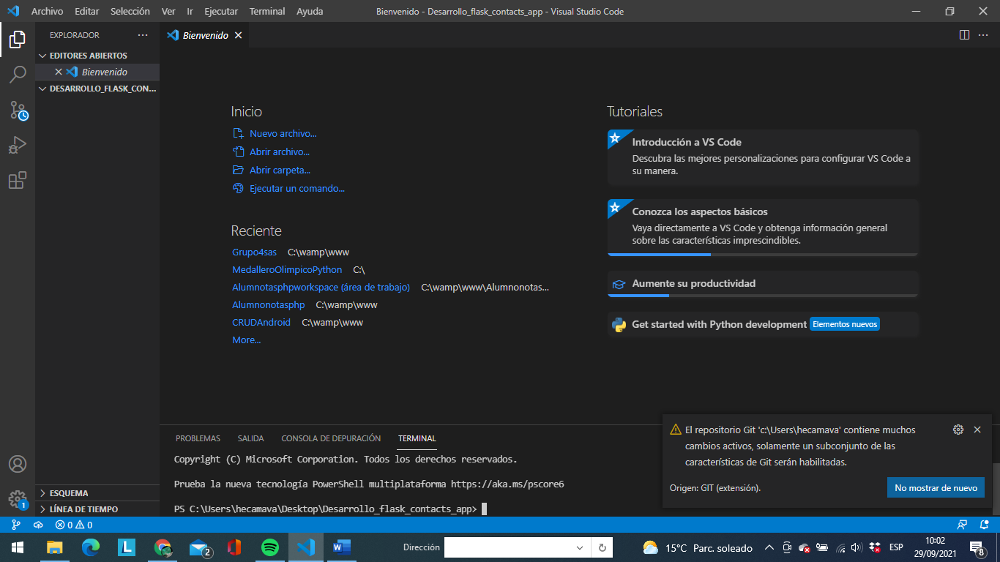 Archivo Editar Selección Ver Ir Ejecutar Terminal Ayuda
Bienvenido - Desarrollo_flask_contacts_app - Visual Studio Code
EXPLORADOR
EDITORES ABIERTOS
Bienvenido
DESARROLLO_FLASK_CON...
ESQUEMA
LÍNEA DE TIEMPO
1
Bienvenido
Inicio
Nuevo archivo...
Abrir archivo...
Abrir carpeta...
Ejecutar un comando...
Reciente
Grupo4sas C:\wamp\www
MedalleroOlimpicoPython C:\
Alumnotasphpworkspace (área de trabajo) C:\wamp\www\Alumnonotas...
Alumnonotasphp C:\wamp\www
CRUDAndroid C:\wamp\www
More...
Tutoriales
Introducción a VS Code
Descubra las mejores personalizaciones para configurar VS Code a
su manera.
Conozca los aspectos básicos
Vaya directamente a VS Code y obtenga información general
sobre las características imprescindibles.
Aumente su productividad
Get started with Python development Elementos nuevos
PROBLEMAS SALIDA CONSOLA DE DEPURACIÓN TERMINAL
Copyright (C) Microsoft Corporation. Todos los derechos reservados.
Prueba la nueva tecnología PowerShell multiplataforma https://aka.ms/pscore6
PS C:\Users\hecamava\Desktop\Desarrollo_flask_contacts_app>
El repositorio Git 'c:\Users\hecamava' contiene muchos
cambios activos, solamente un subconjunto de las
características de Git serán habilitadas.
Origen: GIT (extensión).
No mostrar de nuevo
0 0
L
2
W
Dirección
15°C Parc. soleado
ESP
10:02
29/09/2021
8